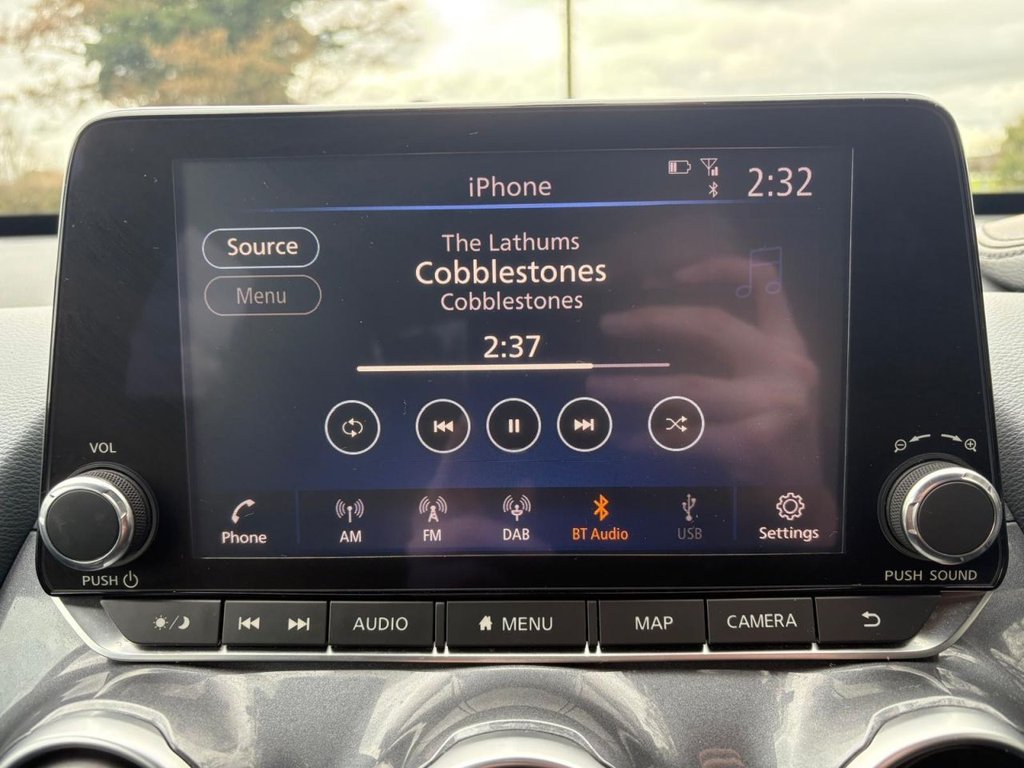 iPhone
2:32
Source
Menu
The Lathums
Cobblestones
Cobblestones
2:37
Phone
AM
FM
DAB
BT Audio
USB
Settings
VOL
PUSH
PUSH SOUND
AUDIO
MENU
MAP
CAMERA